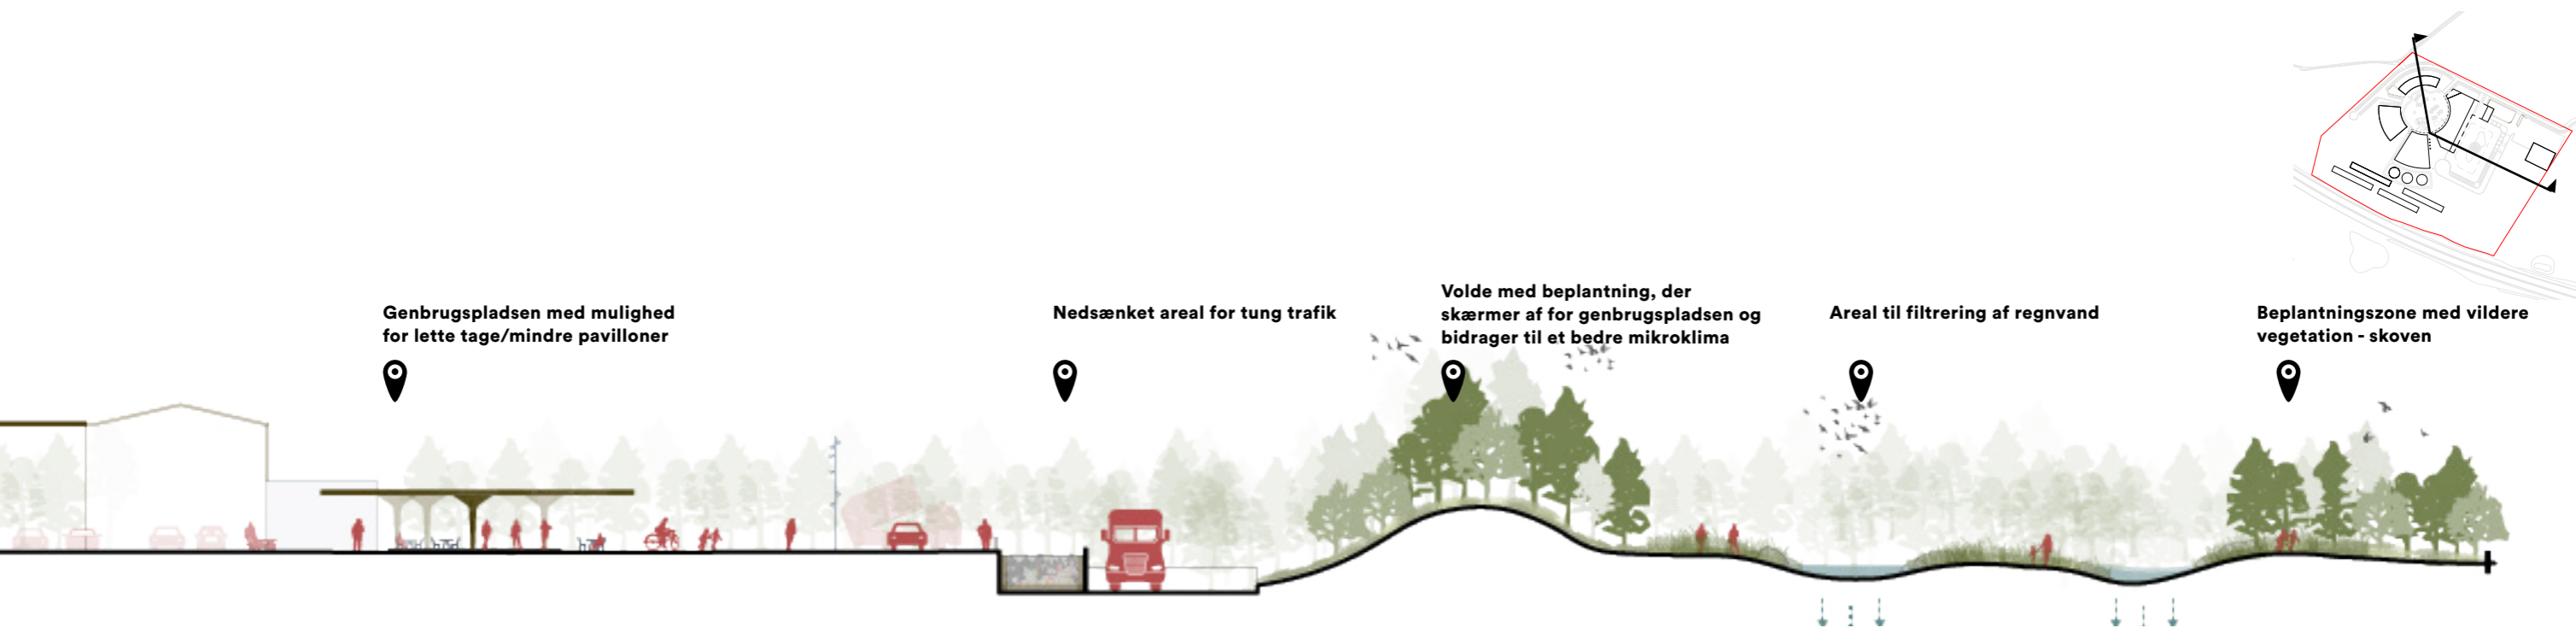 Genbrugspladsen med mulighed
for lette tage/mindre pavilloner
Nedsænket areal for tung trafik
Volde med beplantning, der
skærmer af for genbrugspladsen og
bidrager til et bedre mikroklima
Areal til filtrering af regnvand
Beplantningszone med vildere
vegetation - skoven